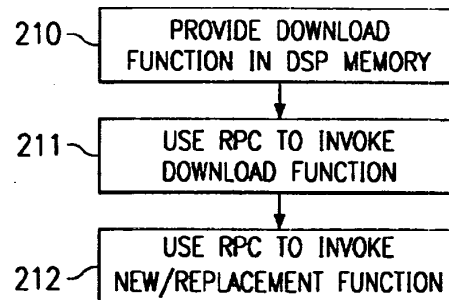 210
PROVIDE DOWNLOAD
FUNCTION IN DSP MEMORY
211
USE RPC TO INVOKE
DOWNLOAD FUNCTION
212
USE RPC TO INVOKE
NEW/REPLACEMENT FUNCTION